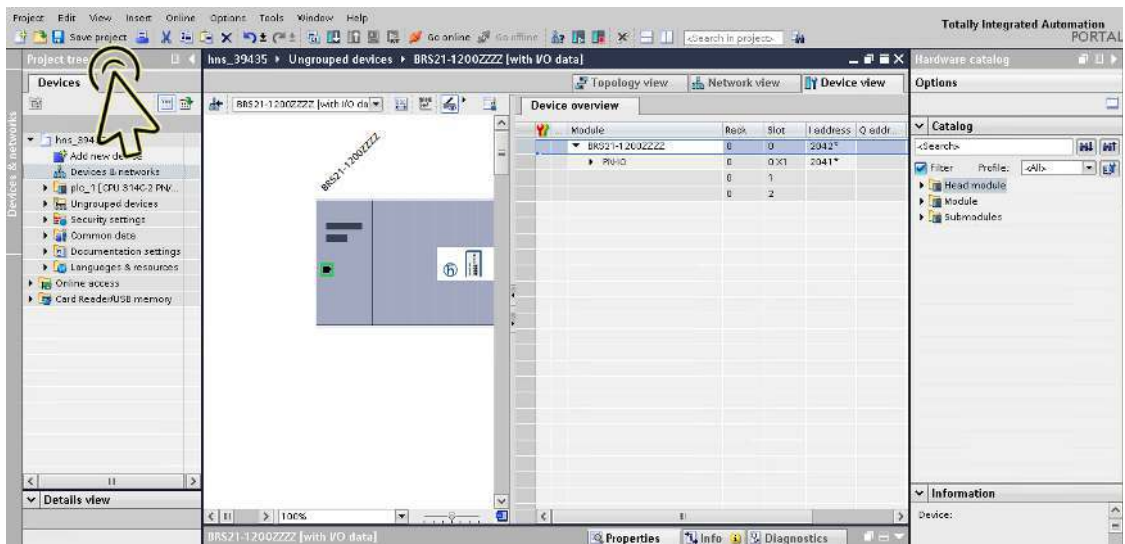 Project Edit View Insert Online Options Tools Window Help
Totally Integrated Automation
PORTAL
Save project Go online Go offline <Search in project>
Project tree
hns_39435 ▸ Ungrouped devices ▸ BRS21-1200ZZZZ [with I/O data]
Hardware catalog
Devices
Topology view Network view Device view
Options
BRS21-1200ZZZZ [with I/O da
Device overview
Devices & networks
Module Rack Slot I address Q addr...
Catalog
<Search>
Filter Profile: <All>
Head module
Module
Submodules
BRS21-1200ZZZZ 0 0 2042*
PN-IO 0 0 X1 2041*
0 1
0 2
BRS21-1200ZZZZ
Add new device
Devices & networks
plc_1 [CPU 314C-2 PN/...
Ungrouped devices
Security settings
Common data
Documentation settings
Languages & resources
Online access
Card Reader/USB memory
Details view
100%
Information
Device:
BRS21-1200ZZZZ [with I/O data]
Properties Info Diagnostics